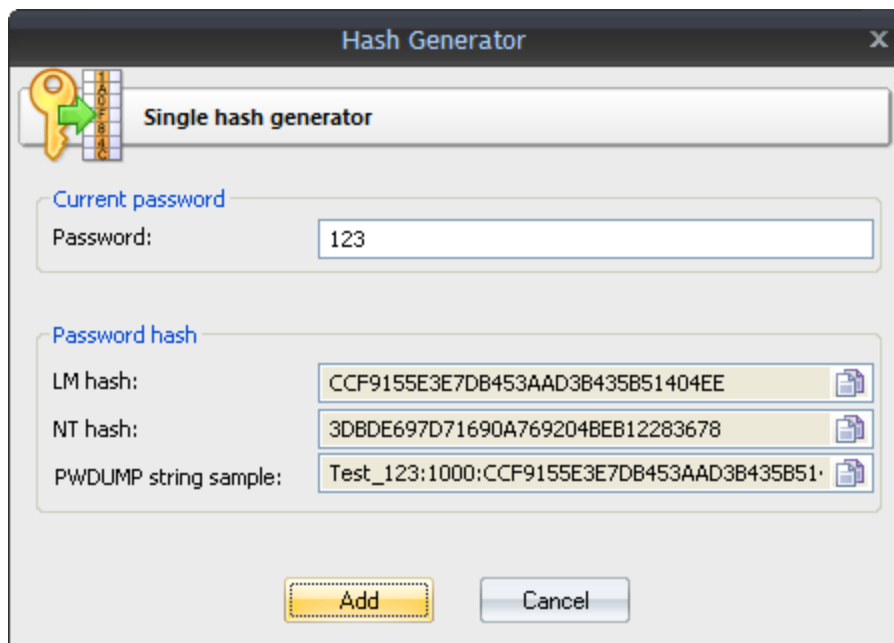 Hash Generator
Single hash generator
Current password
Password: 123
Password hash
LM hash: CCF9155E3E7DB453AAD3B435B51404EE
NT hash: 3DBDE697D71690A769204BEB12283678
PWDUMP string sample: Test_123:1000:CCF9155E3E7DB453AAD3B435B51
Add Cancel